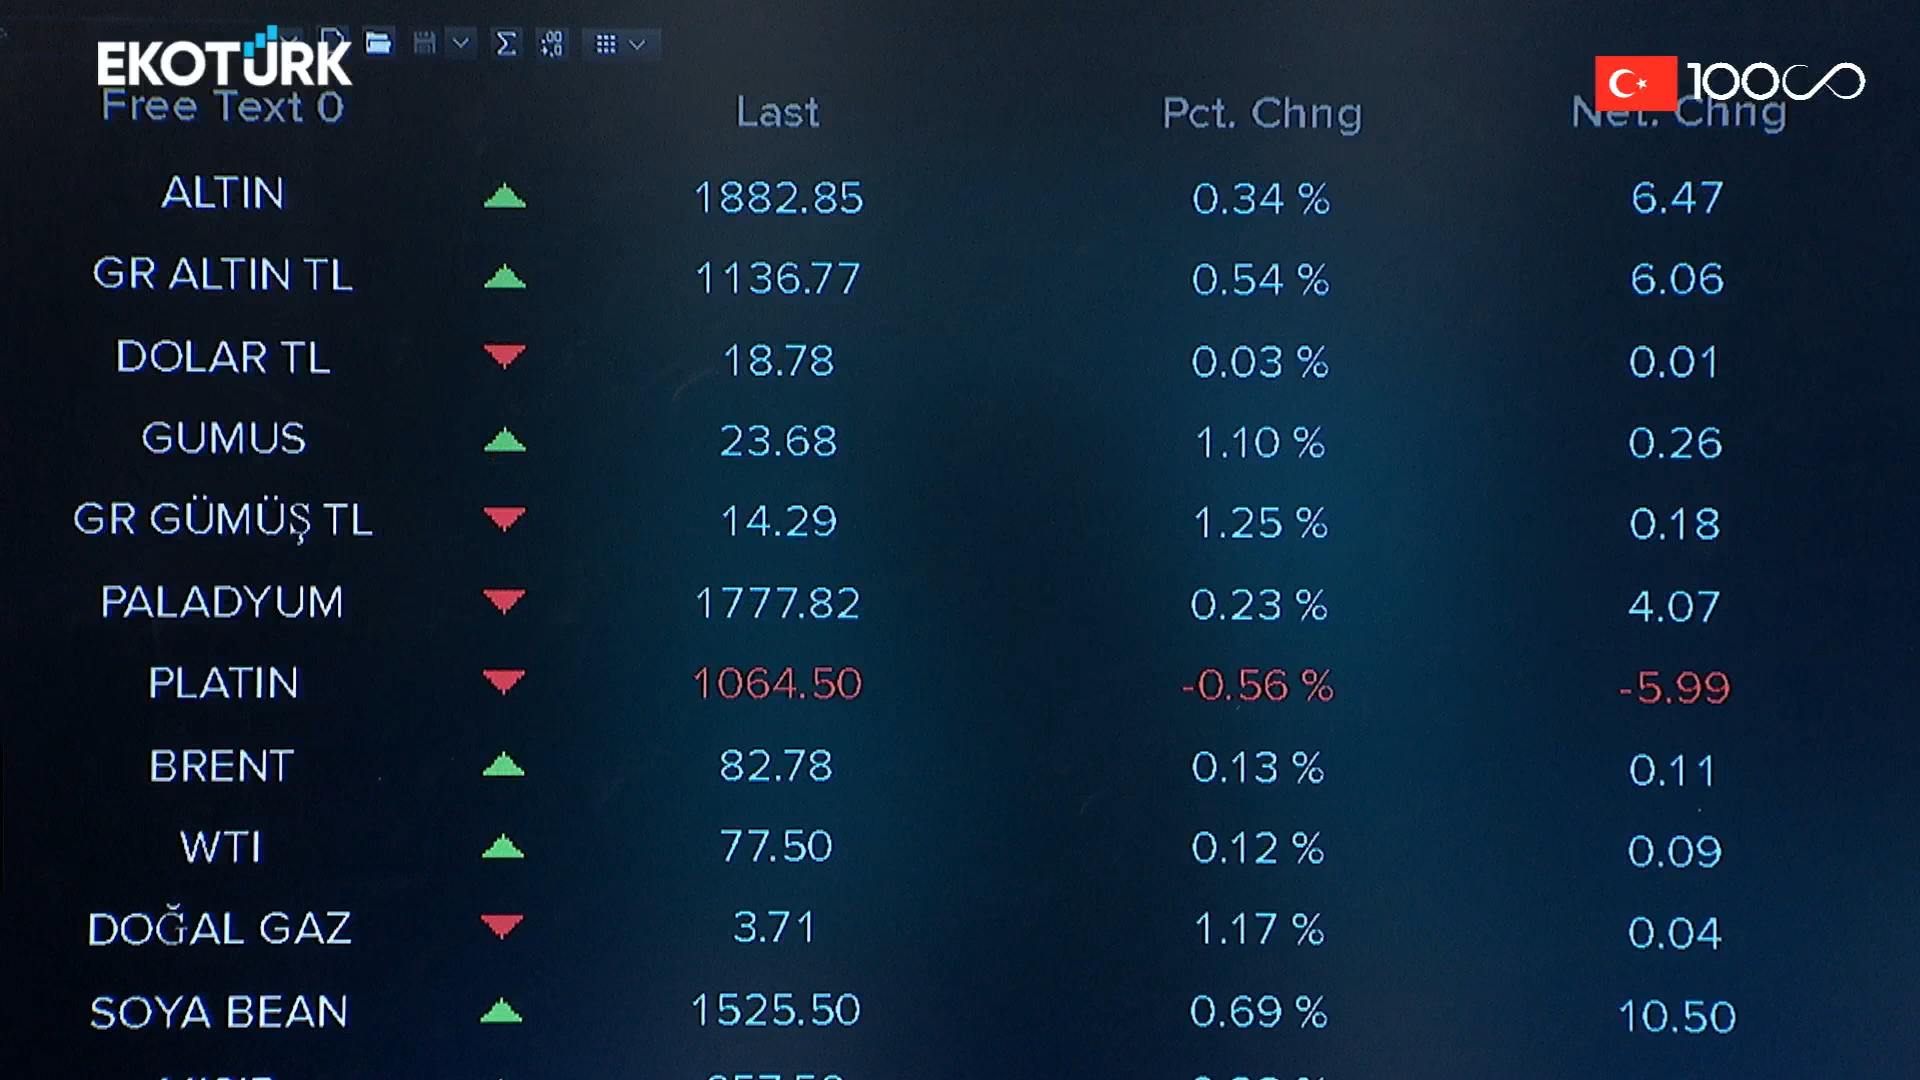 EKOTÜRK
100
Free Text 0 Last Pct. Chng Net. Chng
ALTIN 1882.85 0.34 % 6.47
GR ALTIN TL 1136.77 0.54 % 6.06
DOLAR TL 18.78 0.03 % 0.01
GUMUS 23.68 1.10 % 0.26
GR GÜMÜŞ TL 14.29 1.25 % 0.18
PALADYUM 1777.82 0.23 % 4.07
PLATIN 1064.50 -0.56 % -5.99
BRENT 82.78 0.13 % 0.11
WTI 77.50 0.12 % 0.09
DOĞAL GAZ 3.71 1.17 % 0.04
SOYA BEAN 1525.50 0.69 % 10.50